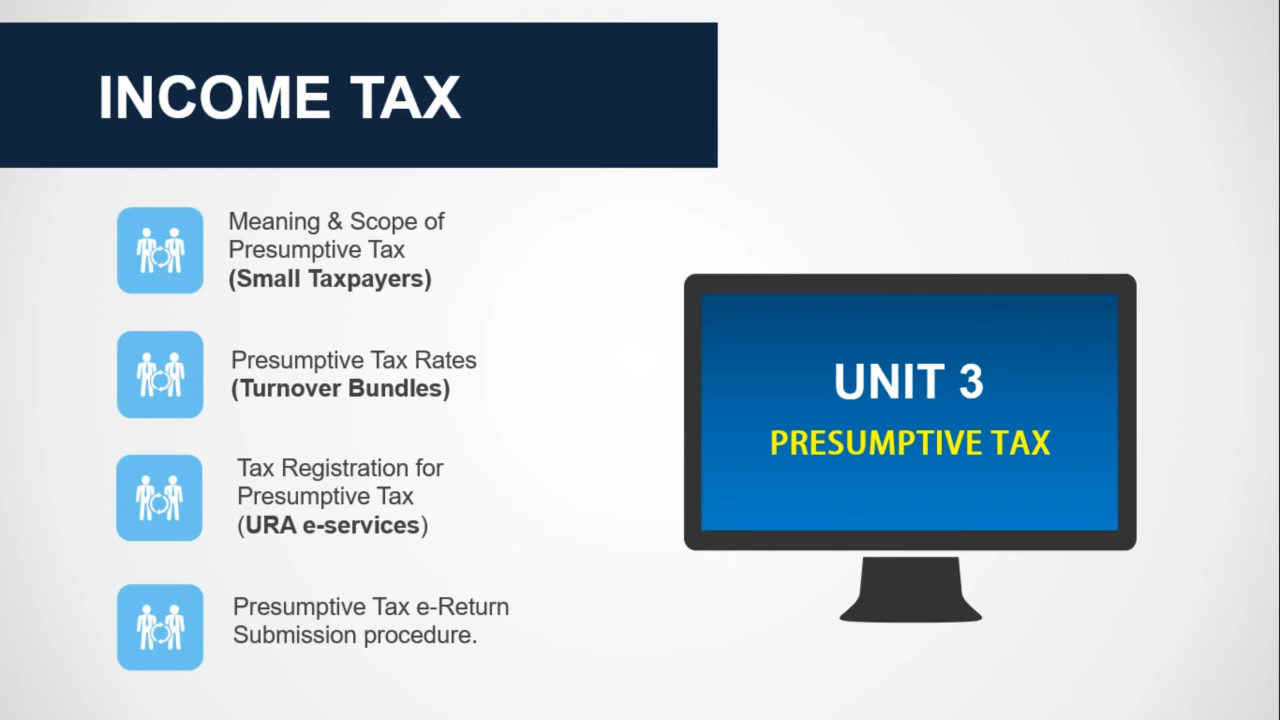 INCOME TAX
Meaning & Scope of
Presumptive Tax
(Small Taxpayers)
Presumptive Tax Rates
(Turnover Bundles)
Tax Registration for
Presumptive Tax
(URA e-services)
Presumptive Tax e-Return
Submission procedure.
UNIT 3
PRESUMPTIVE TAX